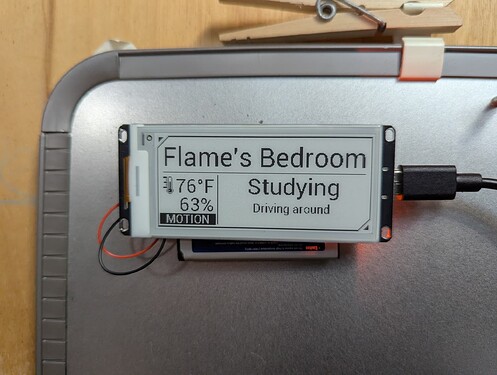 Flame's Bedroom
76°F
63%
MOTION
Studying
Driving around